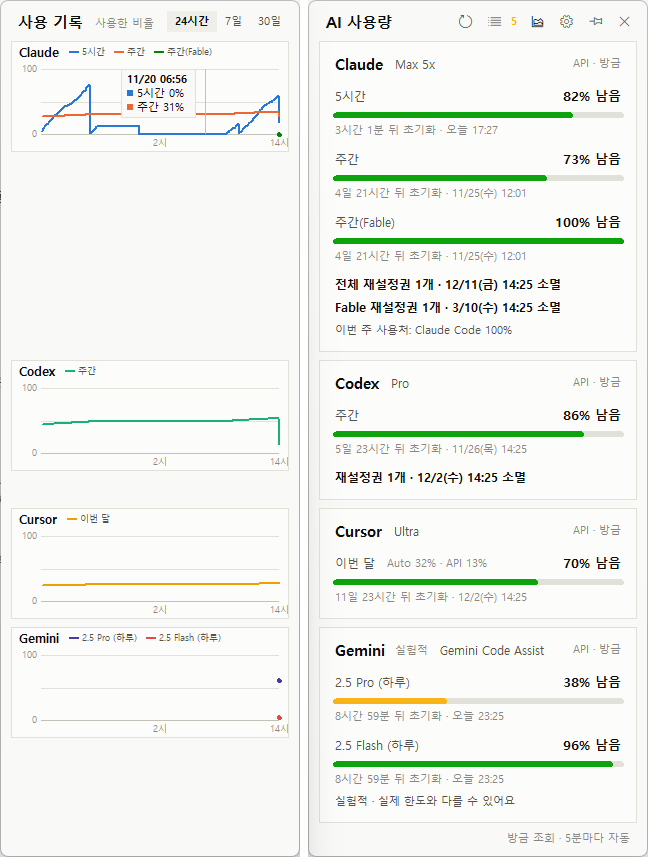 사용 기록 사용한 비율 24시간 7일 30일
Claude 5시간 주간 주간(Fable)
100
11/20 06:56
5시간 0%
주간 31%
0
2시 14시
Codex 주간
100
0
2시 14시
Cursor 이번 달
100
0
2시 14시
Gemini 2.5 Pro (하루) 2.5 Flash (하루)
100
0
2시 14시
AI 사용량 5
Claude Max 5x API · 방금
5시간 82% 남음
3시간 1분 뒤 초기화 · 오늘 17:27
주간 73% 남음
4일 21시간 뒤 초기화 · 11/25(수) 12:01
주간(Fable) 100% 남음
4일 21시간 뒤 초기화 · 11/25(수) 12:01
전체 재설정권 1개 · 12/11(금) 14:25 소멸
Fable 재설정권 1개 · 3/10(수) 14:25 소멸
이번 주 사용처: Claude Code 100%
Codex Pro API · 방금
주간 86% 남음
5일 23시간 뒤 초기화 · 11/26(목) 14:25
재설정권 1개 · 12/2(수) 14:25 소멸
Cursor Ultra API · 방금
이번 달 Auto 32% · API 13% 70% 남음
11일 23시간 뒤 초기화 · 12/2(수) 14:25
Gemini 실험적 Gemini Code Assist API · 방금
2.5 Pro (하루) 38% 남음
8시간 59분 뒤 초기화 · 오늘 23:25
2.5 Flash (하루) 96% 남음
8시간 59분 뒤 초기화 · 오늘 23:25
실험적 · 실제 한도와 다를 수 있어요
방금 조회 · 5분마다 자동